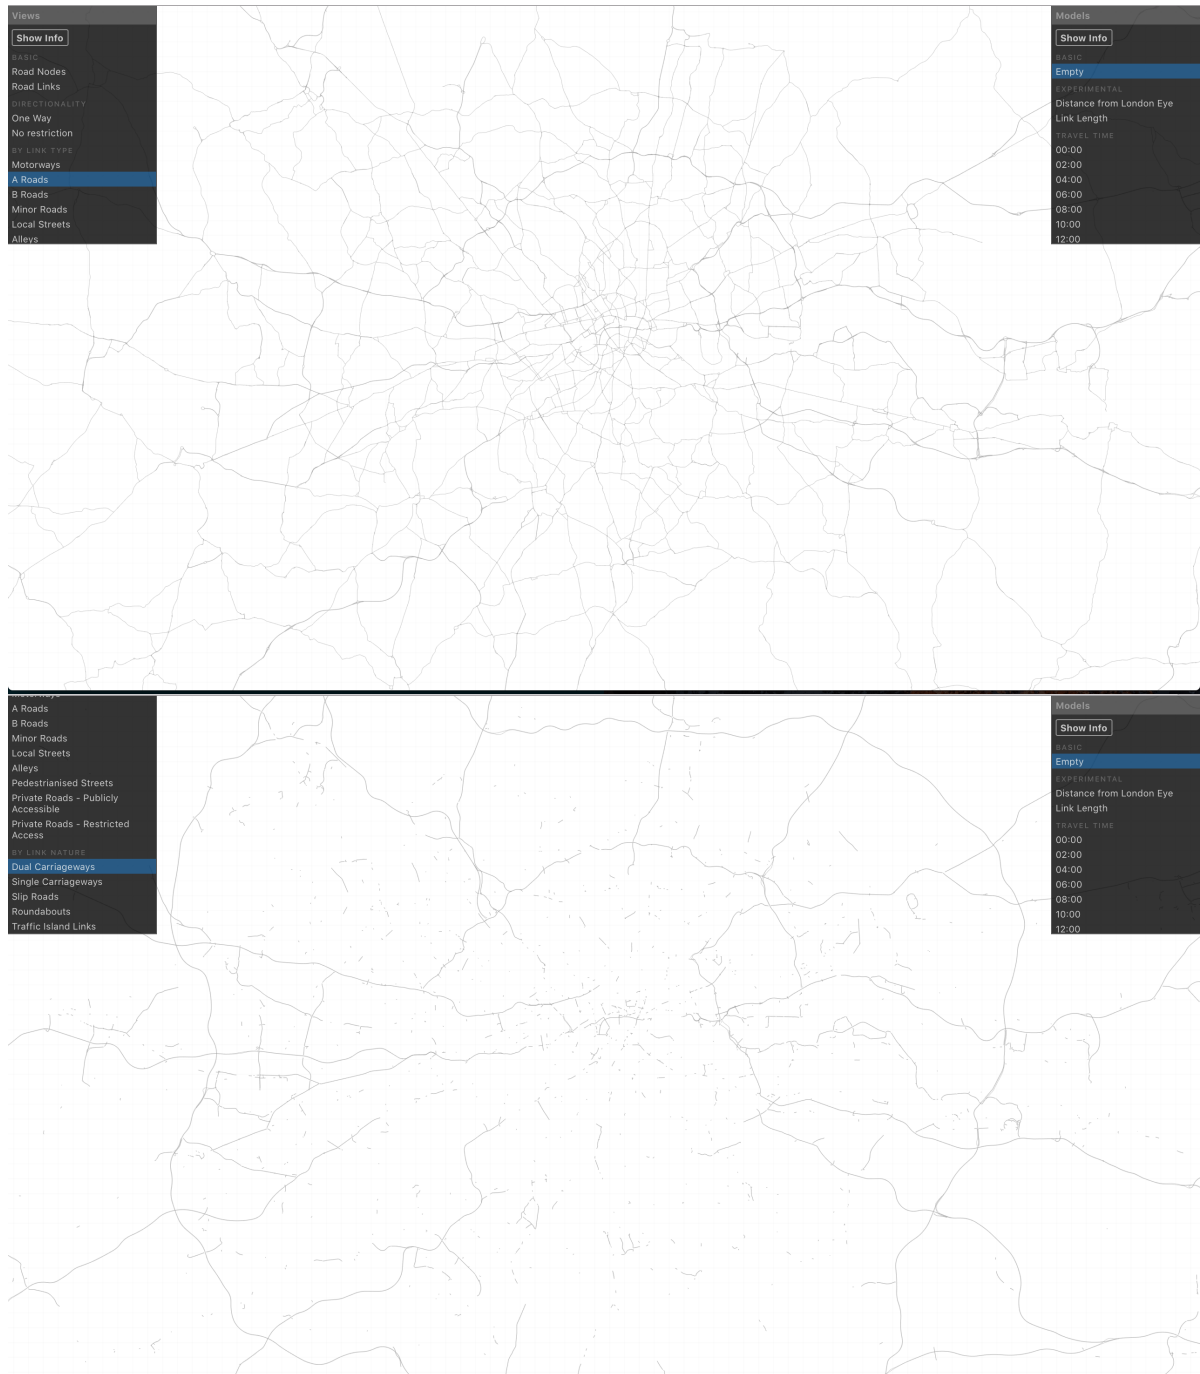 Views
Show Info
BASIC
Road Nodes
Road Links
DIRECTIONALITY
One Way
No restriction
BY LINK TYPE
Motorways
A Roads
B Roads
Minor Roads
Local Streets
Alleys
Models
Show Info
BASIC
Empty
EXPERIMENTAL
Distance from London Eye
Link Length
TRAVEL TIME
00:00
02:00
04:00
06:00
08:00
10:00
12:00
Motorways
A Roads
B Roads
Minor Roads
Local Streets
Alleys
Pedestrianised Streets
Private Roads - Publicly
Accessible
Private Roads - Restricted
Access
BY LINK NATURE
Dual Carriageways
Single Carriageways
Slip Roads
Roundabouts
Traffic Island Links
Models
Show Info
BASIC
Empty
EXPERIMENTAL
Distance from London Eye
Link Length
TRAVEL TIME
00:00
02:00
04:00
06:00
08:00
10:00
12:00